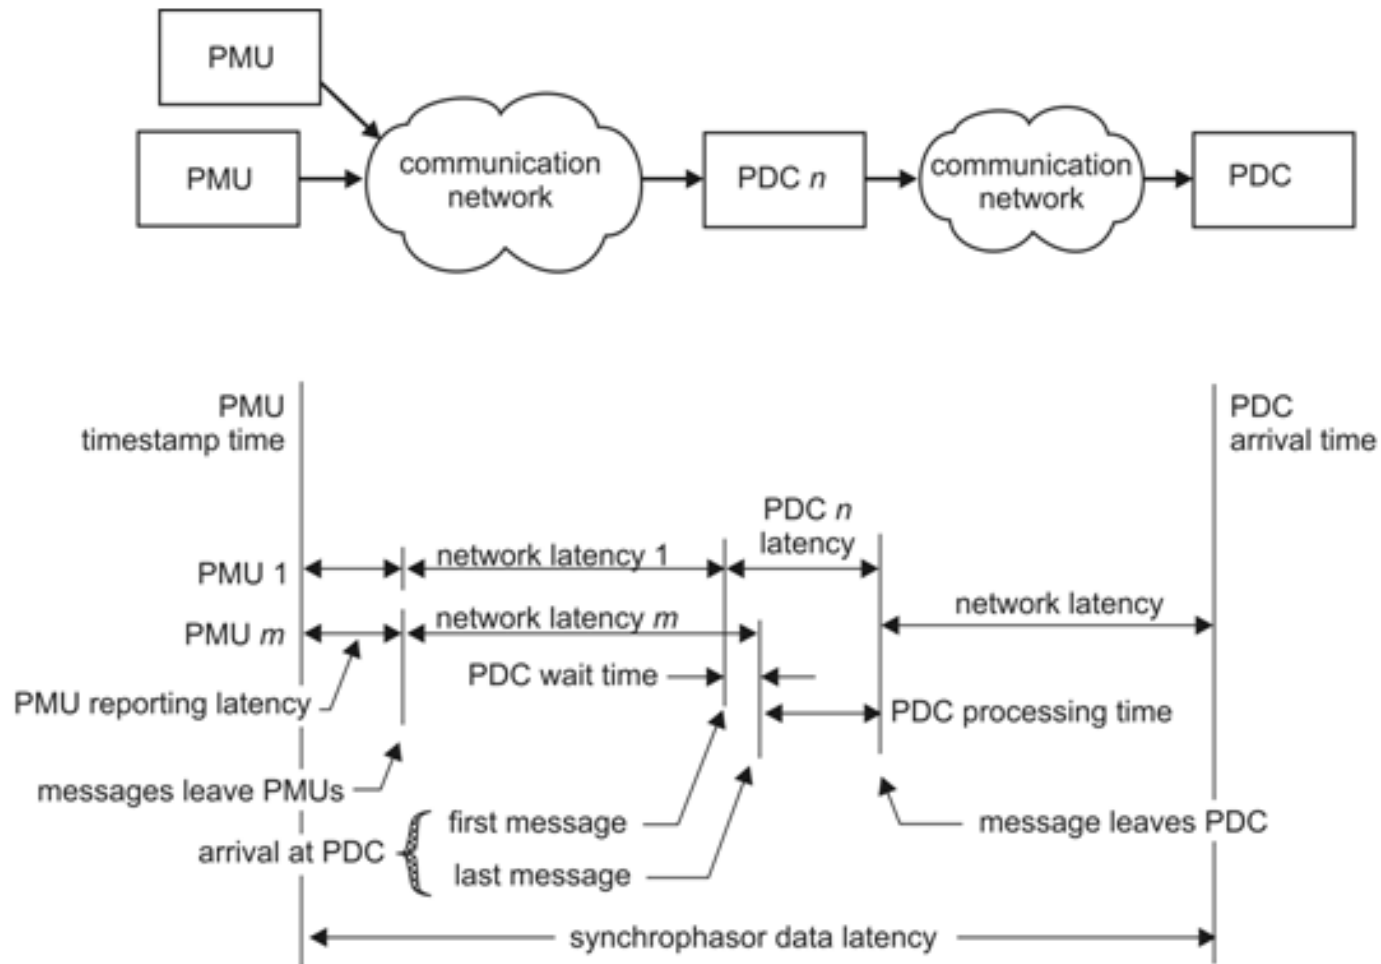 PMU
PMU
communication
network
PDC n
communication
network
PDC
PMU
timestamp time
PDC
arrival time
PDC n
latency
PMU 1
network latency 1
PMU m
network latency m
network latency
PDC wait time
PMU reporting latency
PDC processing time
messages leave PMUs
first message
message leaves PDC
arrival at PDC
last message
synchrophasor data latency